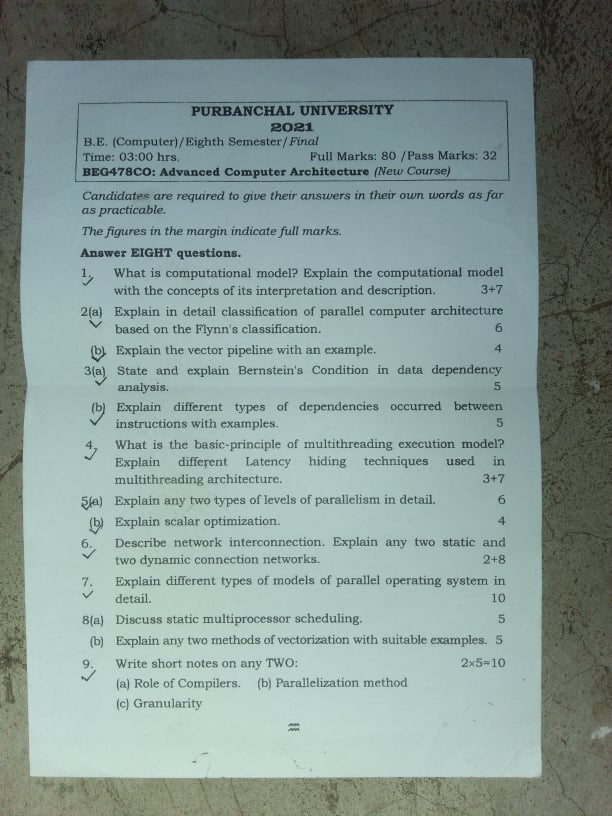 PURBANCHAL UNIVERSITY
2021
B.E. (Computer)/Eighth Semester/Final
Time: 03:00 hrs. Full Marks: 80 /Pass Marks: 32
BEG478CO: Advanced Computer Architecture (New Course)
Candidates are required to give their answers in their own words as far
as practicable.
The figures in the margin indicate full marks.
Answer EIGHT questions.
1. What is computational model? Explain the computational model
with the concepts of its interpretation and description. 3+7
2(a) Explain in detail classification of parallel computer architecture
based on the Flynn's classification. 6
(b) Explain the vector pipeline with an example. 4
3(a) State and explain Bernstein's Condition in data dependency
analysis. 5
(b) Explain different types of dependencies occurred between
instructions with examples. 5
4. What is the basic-principle of multithreading execution model?
Explain different Latency hiding techniques used in
multithreading architecture. 3+7
5(a) Explain any two types of levels of parallelism in detail. 6
(b) Explain scalar optimization. 4
6. Describe network interconnection. Explain any two static and
two dynamic connection networks. 2+8
7. Explain different types of models of parallel operating system in
detail. 10
8(a) Discuss static multiprocessor scheduling. 5
(b) Explain any two methods of vectorization with suitable examples. 5
9. Write short notes on any TWO: 2×5=10
(a) Role of Compilers. (b) Parallelization method
(c) Granularity